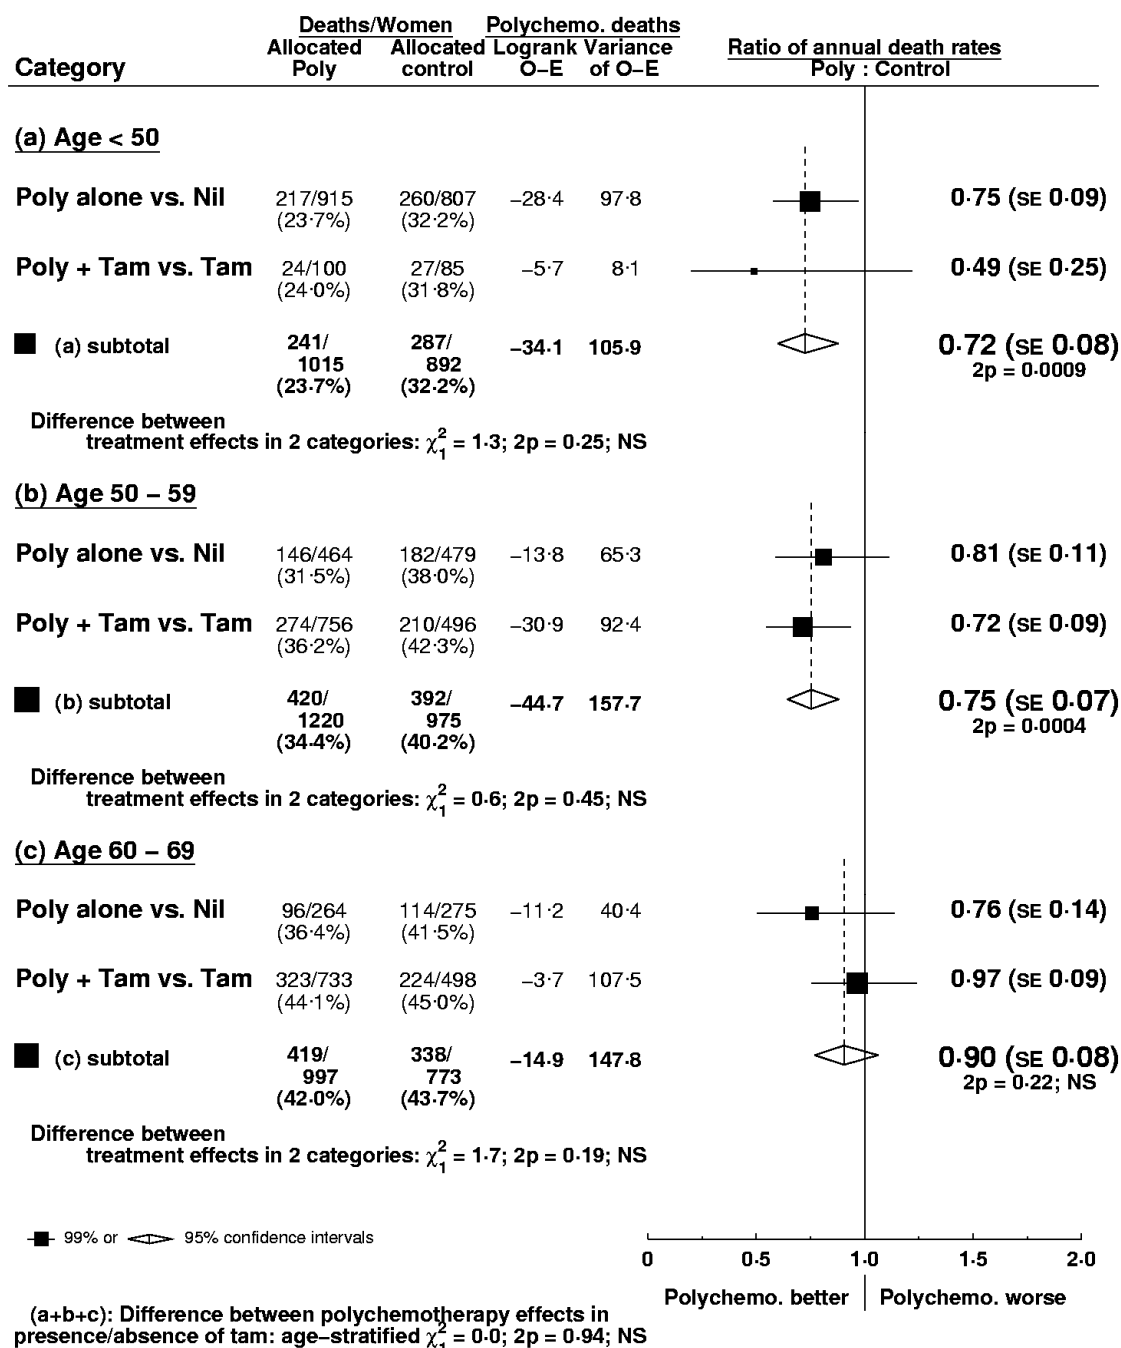 Deaths/Women Polychemo. deaths
Allocated Allocated Logrank Variance Ratio of annual death rates
Category Poly control O–E of O–E Poly : Control
(a) Age < 50
Poly alone vs. Nil 217/915 260/807 –28·4 97·8 0·75 (SE 0·09)
(23·7%) (32·2%)
Poly + Tam vs. Tam 24/100 27/85 –5·7 8·1 0·49 (SE 0·25)
(24·0%) (31·8%)
(a) subtotal 241/ 287/ –34·1 105·9 0·72 (SE 0·08)
1015 892 2p = 0·0009
(23·7%) (32·2%)
Difference between
treatment effects in 2 categories: χ²₁ = 1·3; 2p = 0·25; NS
(b) Age 50 – 59
Poly alone vs. Nil 146/464 182/479 –13·8 65·3 0·81 (SE 0·11)
(31·5%) (38·0%)
Poly + Tam vs. Tam 274/756 210/496 –30·9 92·4 0·72 (SE 0·09)
(36·2%) (42·3%)
(b) subtotal 420/ 392/ –44·7 157·7 0·75 (SE 0·07)
1220 975 2p = 0·0004
(34·4%) (40·2%)
Difference between
treatment effects in 2 categories: χ²₁ = 0·6; 2p = 0·45; NS
(c) Age 60 – 69
Poly alone vs. Nil 96/264 114/275 –11·2 40·4 0·76 (SE 0·14)
(36·4%) (41·5%)
Poly + Tam vs. Tam 323/733 224/498 –3·7 107·5 0·97 (SE 0·09)
(44·1%) (45·0%)
(c) subtotal 419/ 338/ –14·9 147·8 0·90 (SE 0·08)
997 773 2p = 0·22; NS
(42·0%) (43·7%)
Difference between
treatment effects in 2 categories: χ²₁ = 1·7; 2p = 0·19; NS
99% or 95% confidence intervals
0 0·5 1·0 1·5 2·0
Polychemo. better Polychemo. worse
(a+b+c): Difference between polychemotherapy effects in
presence/absence of tam: age–stratified χ²₁ = 0·0; 2p = 0·94; NS